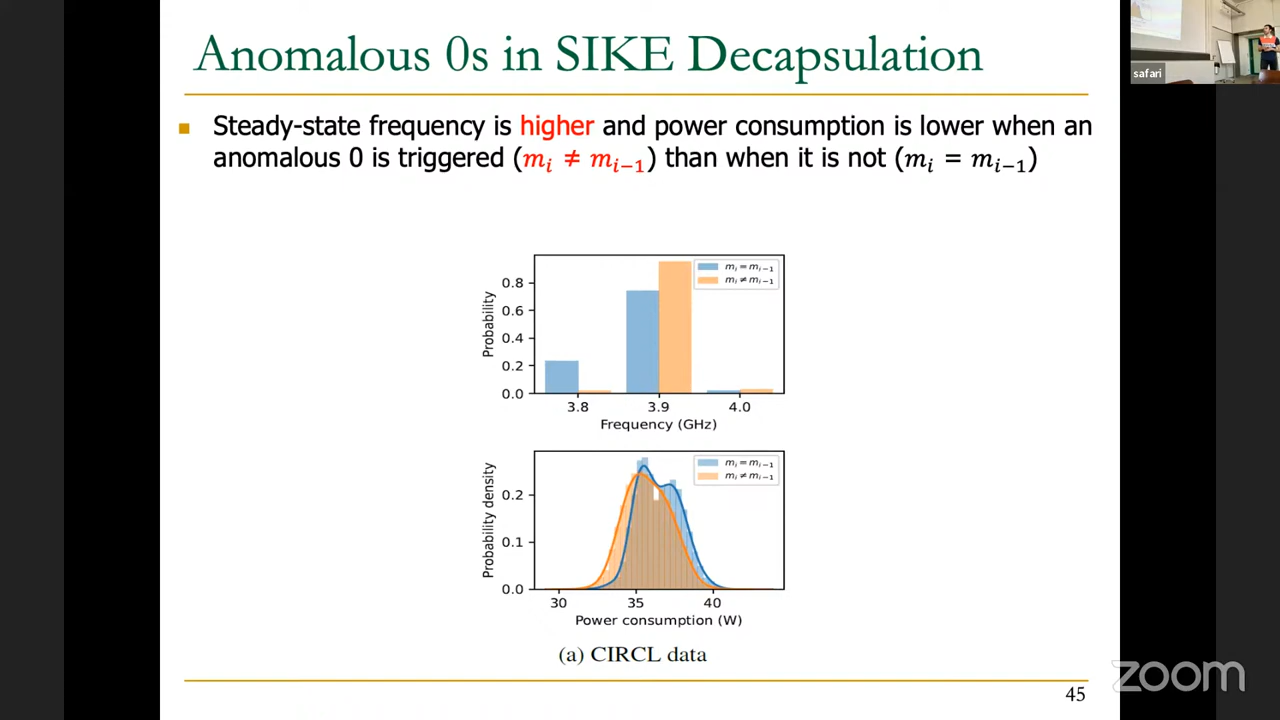 safari
Anomalous 0s in SIKE Decapsulation
Steady-state frequency is higher and power consumption is lower when an
anomalous 0 is triggered (mᵢ ≠ mᵢ₋₁) than when it is not (mᵢ = mᵢ₋₁)
mᵢ = mᵢ₋₁
mᵢ ≠ mᵢ₋₁
Probability
0.8
0.6
0.4
0.2
0.0
3.8 3.9 4.0
Frequency (GHz)
mᵢ = mᵢ₋₁
mᵢ ≠ mᵢ₋₁
Probability density
0.2
0.1
0.0
30 35 40
Power consumption (W)
(a) CIRCL data
45
zoom